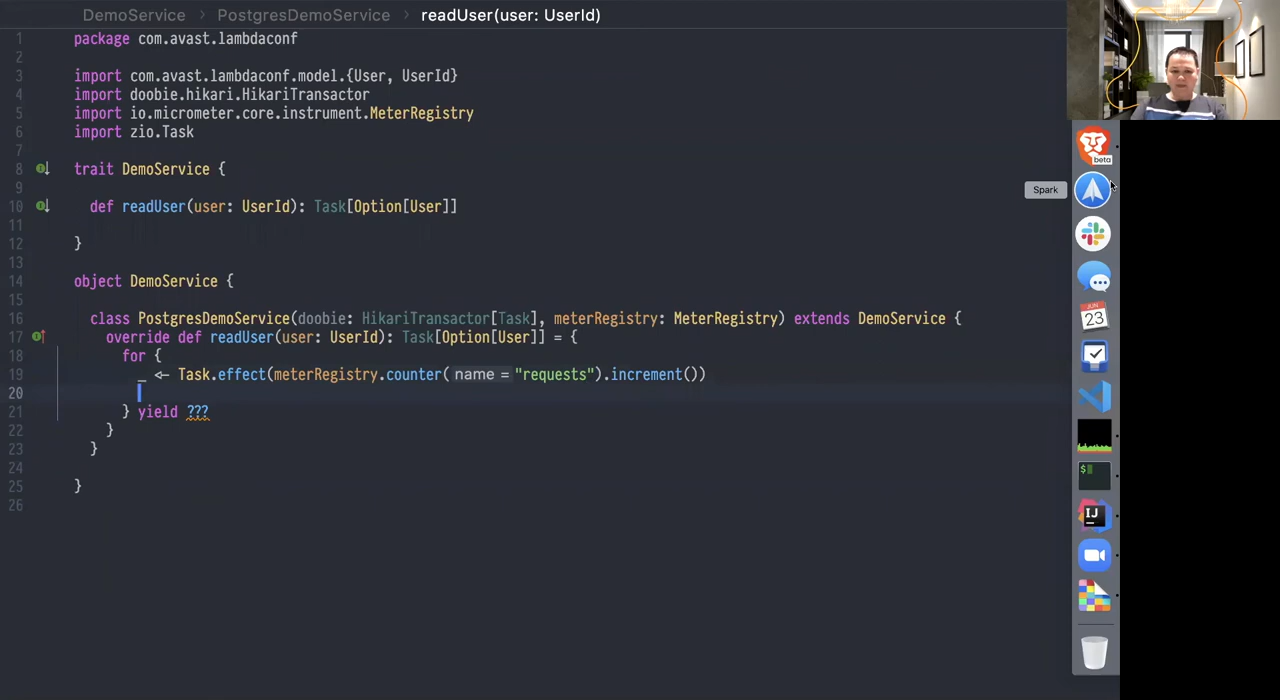 DemoService > PostgresDemoService > readUser(user: UserId)
1 package com.avast.lambdaconf
2
3 import com.avast.lambdaconf.model.{User, UserId}
4 import doobie.hikari.HikariTransactor
5 import io.micrometer.core.instrument.MeterRegistry
6 import zio.Task
7
8 trait DemoService {
9
10 def readUser(user: UserId): Task[Option[User]]
11
12 }
13
14 object DemoService {
15
16 class PostgresDemoService(doobie: HikariTransactor[Task], meterRegistry: MeterRegistry) extends DemoService {
17 override def readUser(user: UserId): Task[Option[User]] = {
18 for {
19 _ <- Task.effect(meterRegistry.counter( name = "requests").increment())
20
21 } yield ???
22 }
23 }
24
25 }
26
beta
Spark
JUN
23
$
IJ